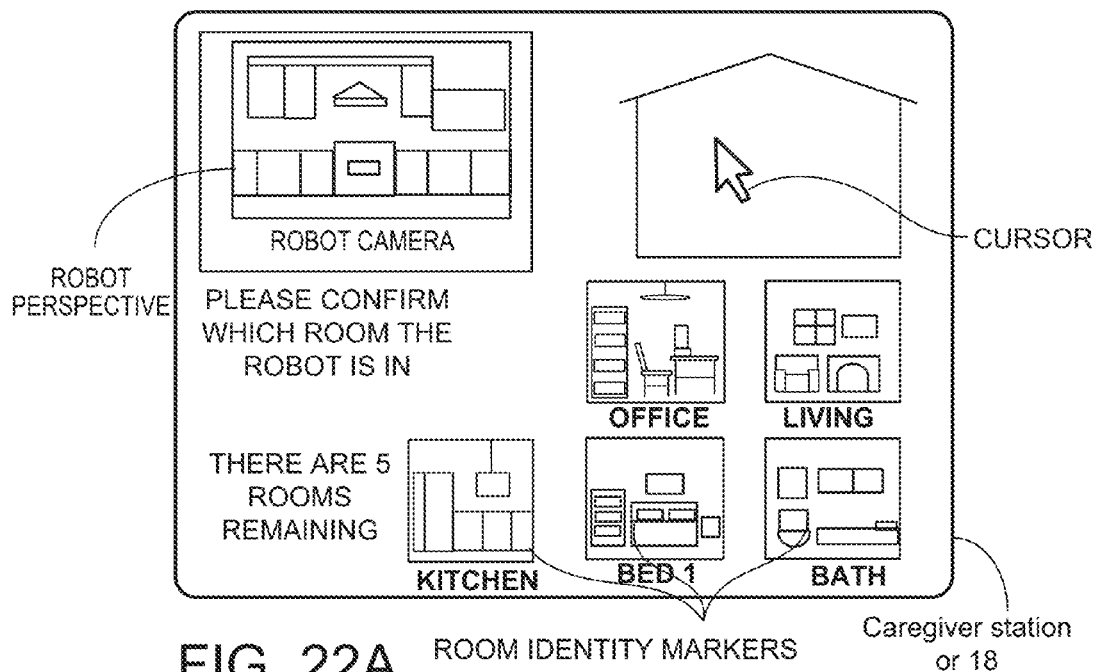 ROBOT CAMERA
ROBOT
PERSPECTIVE
CURSOR
PLEASE CONFIRM
WHICH ROOM THE
ROBOT IS IN
OFFICE
LIVING
THERE ARE 5
ROOMS
REMAINING
KITCHEN
BED 1
BATH
ROOM IDENTITY MARKERS
Caregiver station
or 18
FIG. 22A